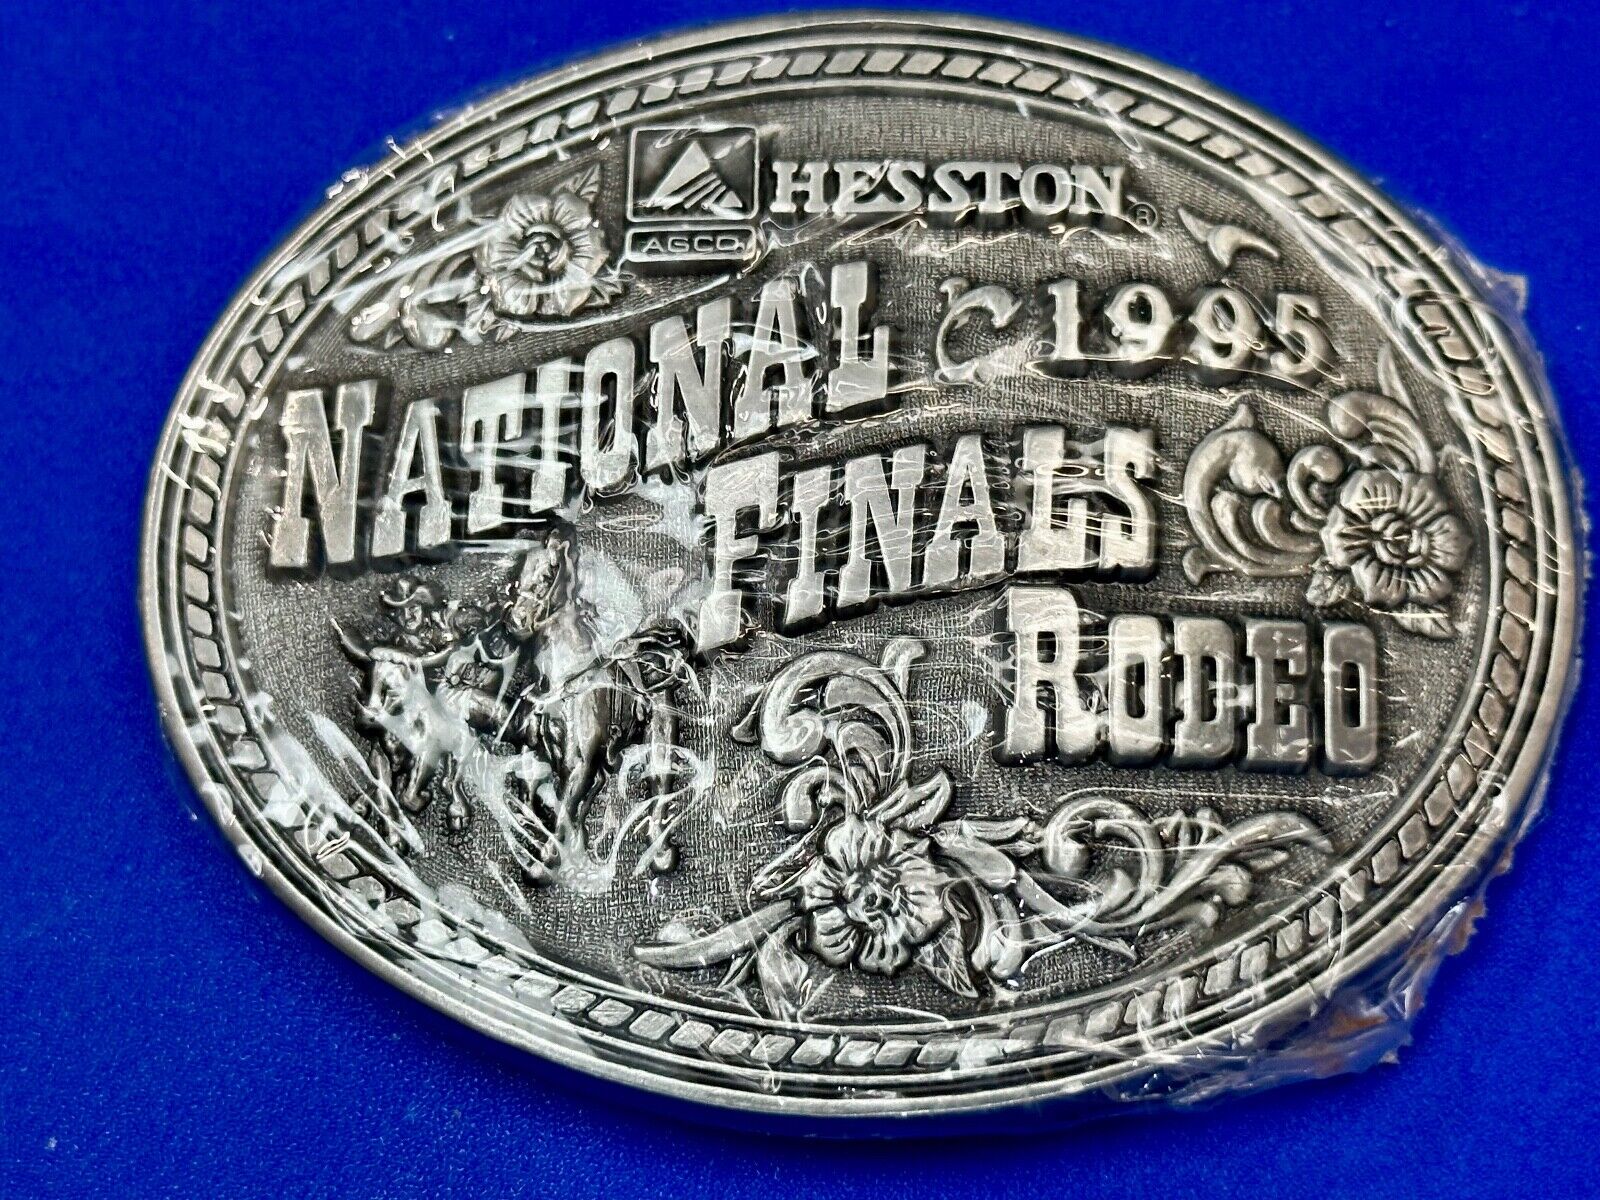 HESSTON®
AGCO
1995
NATIONAL
FINALS
RODEO